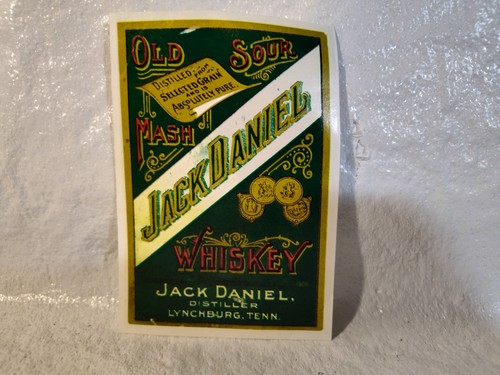 OLD SOUR
DISTILLED FROM
SELECTED GRAIN
AND IS
ABSOLUTELY PURE
MASH
JACK DANIEL
WHISKEY
JACK DANIEL.
DISTILLER
LYNCHBURG, TENN.